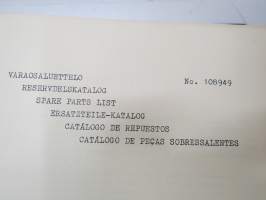 VARAOSALUETTELO No. 108949
RESERVDELSKATALOG
SPARE PARTS LIST
ERSATZTEILE-KATALOG
CATÁLOGO DE REPUESTOS
CATÁLOGO DE PEÇAS SOBRESSALENTES